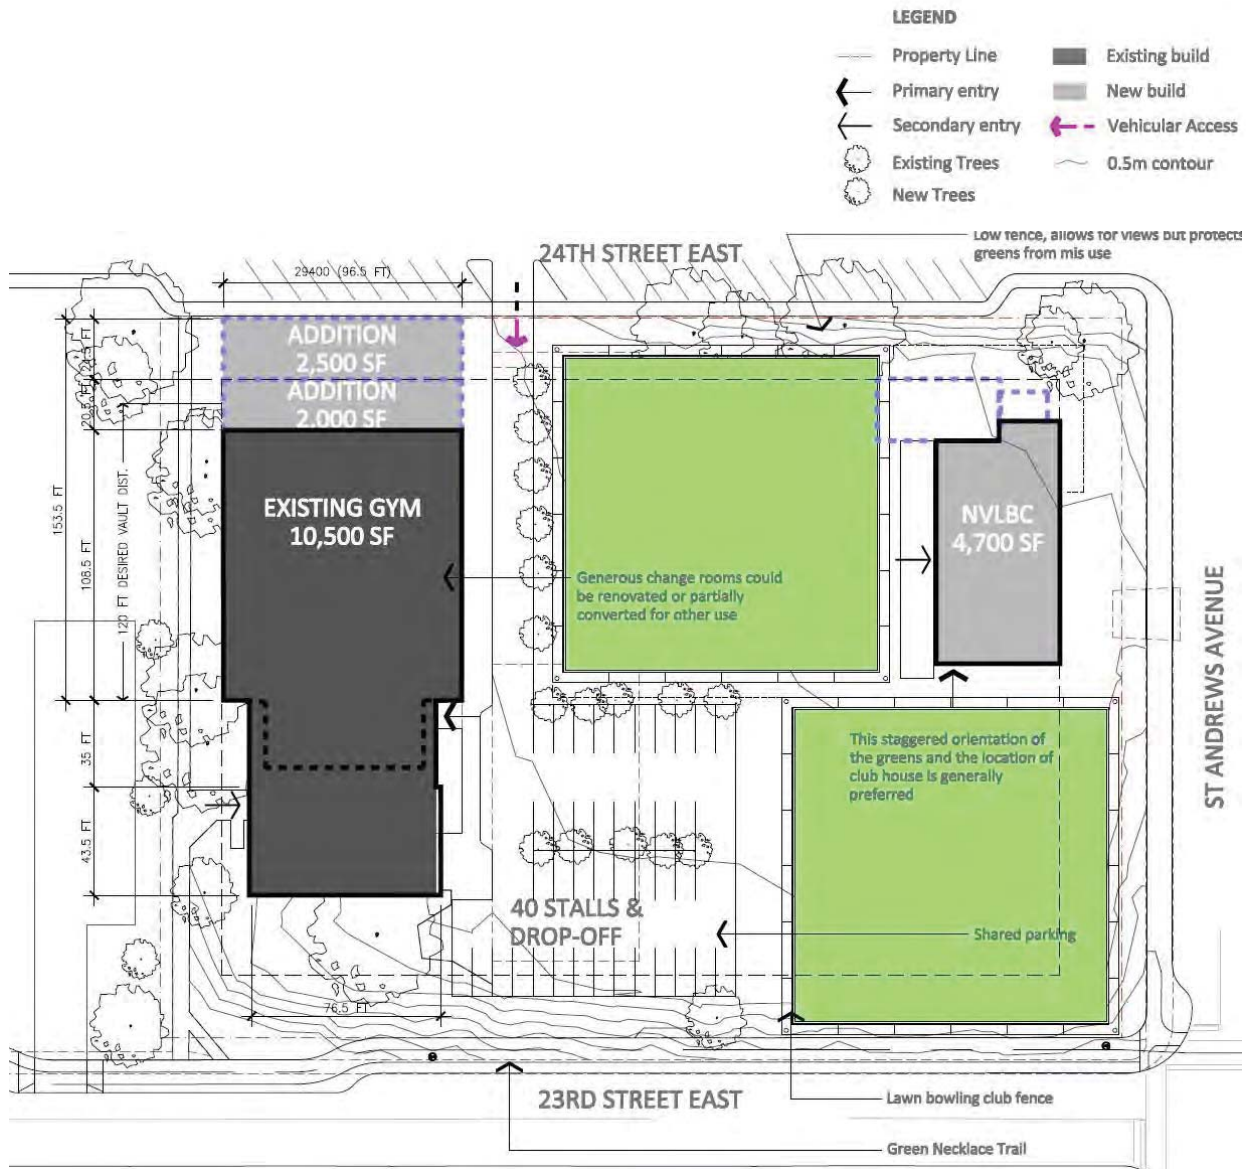 LEGEND
Property Line
Existing build
Primary entry
New build
Secondary entry
Vehicular Access
Existing Trees
0.5m contour
New Trees
Low fence, allows for views but protects
greens from mis use
24TH STREET EAST
29400 (96.5 FT)
ADDITION
2,500 SF
ADDITION
2,000 SF
20.5 FT
120 FT DESIRED VAULT DIST.
153.5 FT
108.5 FT
35 FT
43.5 FT
EXISTING GYM
10,500 SF
NVLBC
4,700 SF
Generous change rooms could
be renovated or partially
converted for other use
ST ANDREWS AVENUE
This staggered orientation of
the greens and the location of
club house is generally
preferred
40 STALLS &
DROP-OFF
Shared parking
76.5 FT
23RD STREET EAST
Lawn bowling club fence
Green Necklace Trail